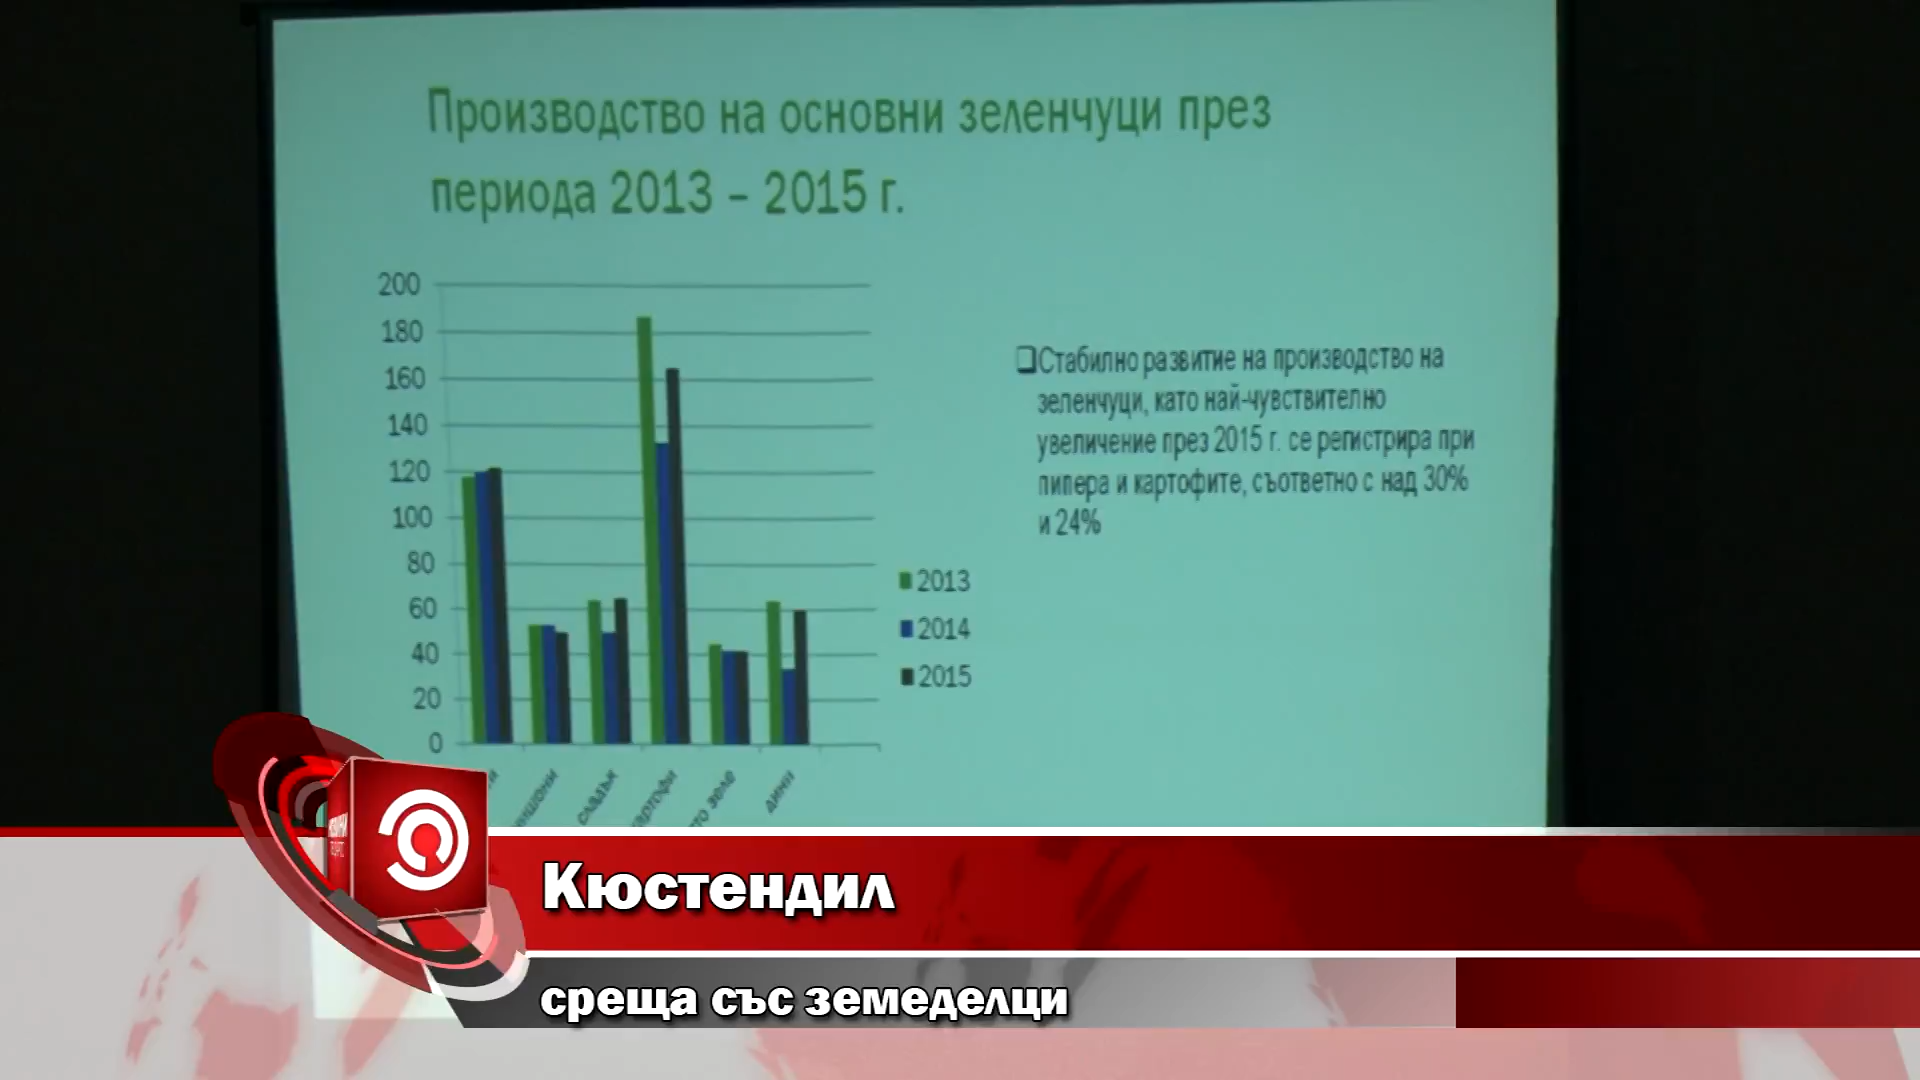 Производство на основни зеленчуци през
периода 2013 – 2015 г.
200
180
160
140
120
100
80
60
40
20
0
❑Стабилно развитие на производство на
зеленчуци, като най-чувствително
увеличение през 2015 г. се регистрира при
пипера и картофите, съответно с над 30%
и 24%
2013
2014
2015
дини
Кюстендил
среща със земеделци